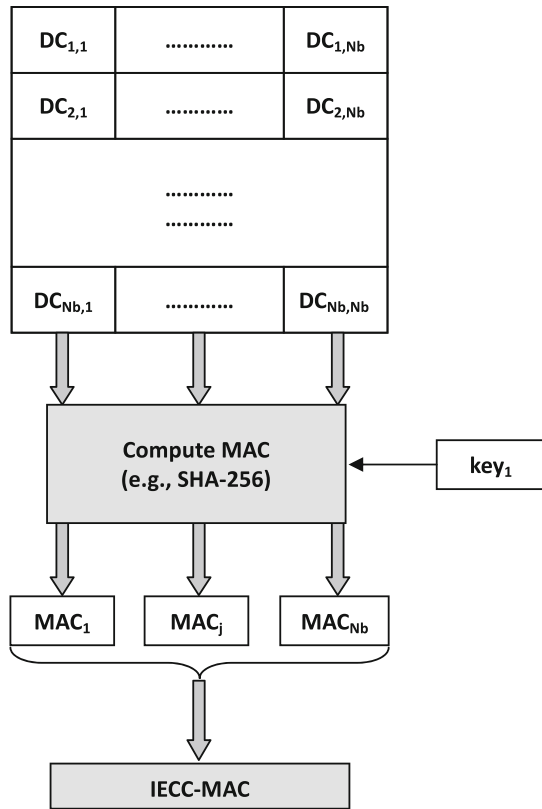 DC1,1 ………… DC1,Nb
DC2,1 ………… DC2,Nb
…………
…………
DCNb,1 ………… DCNb,Nb
Compute MAC
(e.g., SHA-256)
key1
MAC1 MACj MACNb
IECC-MAC